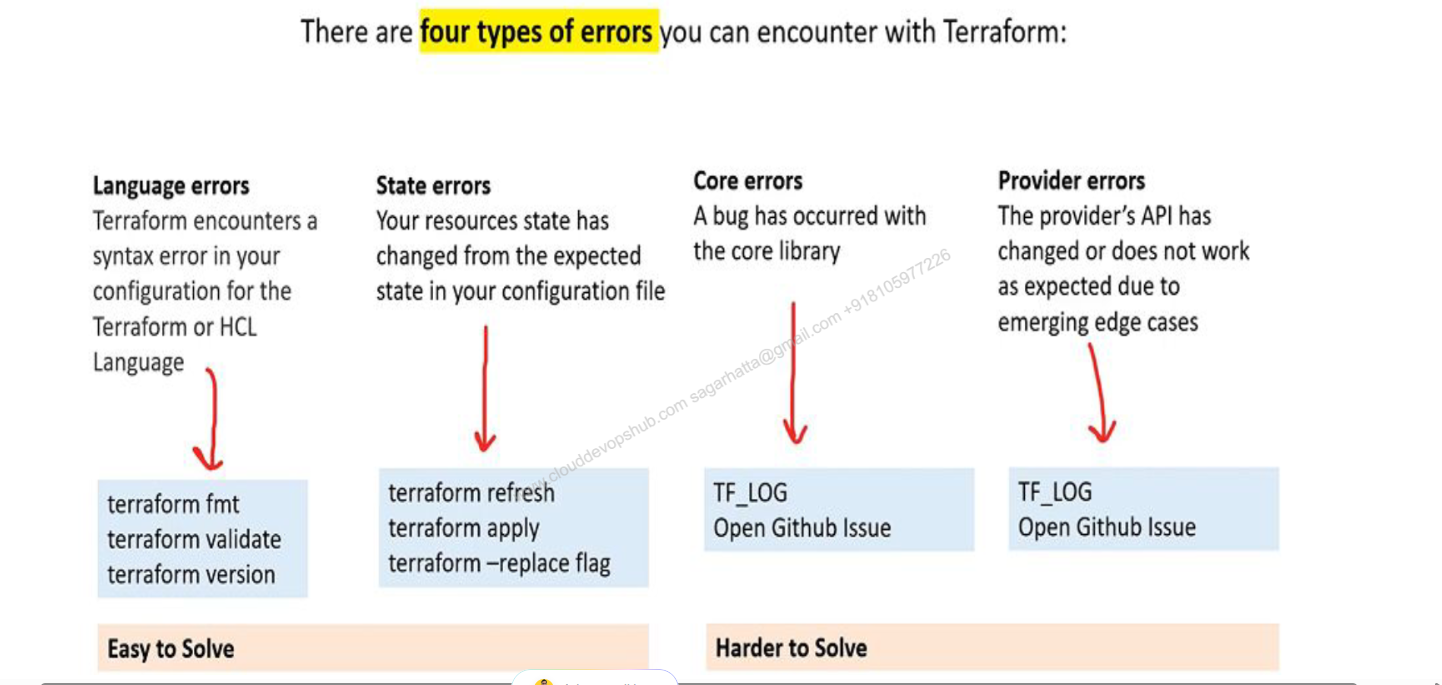 There are four types of errors you can encounter with Terraform:
Language errors
Terraform encounters a
syntax error in your
configuration for the
Terraform or HCL
Language
terraform fmt
terraform validate
terraform version
State errors
Your resources state has
changed from the expected
state in your configuration file
terraform refresh
terraform apply
terraform –replace flag
Core errors
A bug has occurred with
the core library
TF_LOG
Open Github Issue
Provider errors
The provider’s API has
changed or does not work
as expected due to
emerging edge cases
TF_LOG
Open Github Issue
Easy to Solve
Harder to Solve
www.clouddevopshub.com sagarhatta@gmail.com +918105977226